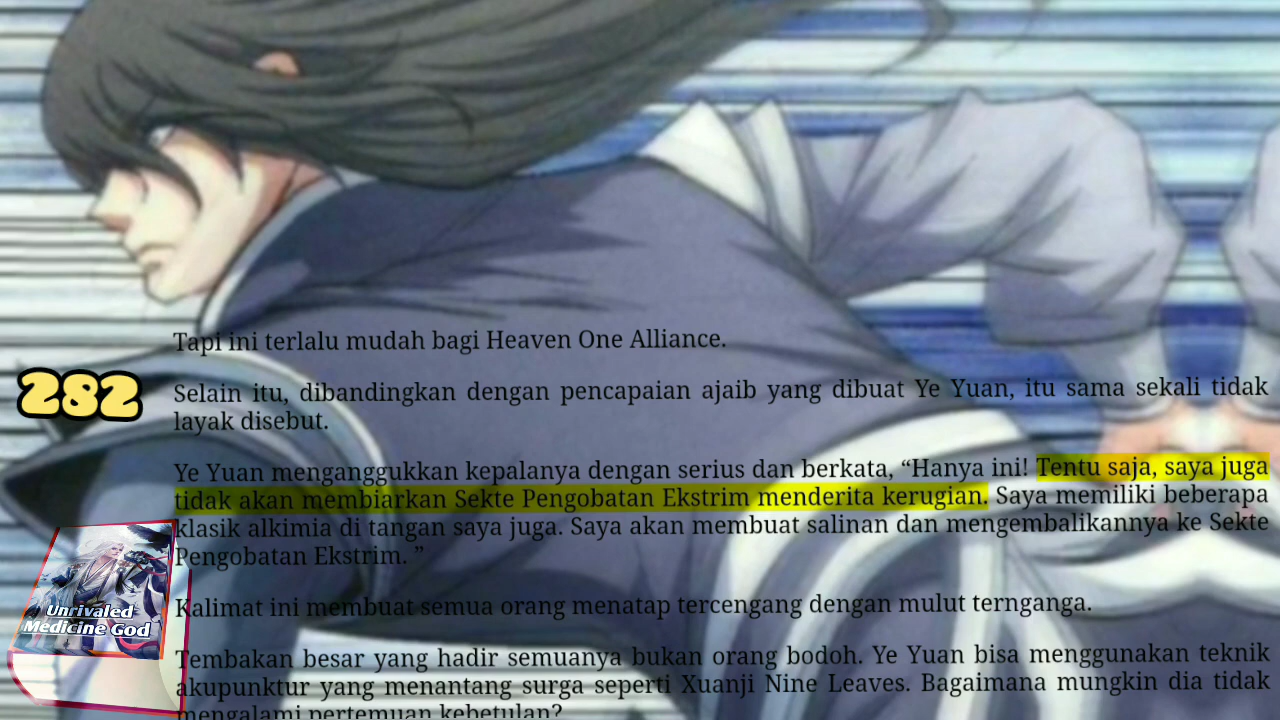 Tapi ini terlalu mudah bagi Heaven One Alliance.
282
Selain itu, dibandingkan dengan pencapaian ajaib yang dibuat Ye Yuan, itu sama sekali tidak
layak disebut.
Ye Yuan menganggukkan kepalanya dengan serius dan berkata, “Hanya ini! Tentu saja, saya juga
tidak akan membiarkan Sekte Pengobatan Ekstrim menderita kerugian. Saya memiliki beberapa
klasik alkimia di tangan saya juga. Saya akan membuat salinan dan mengembalikannya ke Sekte
Pengobatan Ekstrim. ”
Unrivaled
Medicine God
Kalimat ini membuat semua orang menatap tercengang dengan mulut ternganga.
Tembakan besar yang hadir semuanya bukan orang bodoh. Ye Yuan bisa menggunakan teknik
akupunktur yang menantang surga seperti Xuanji Nine Leaves. Bagaimana mungkin dia tidak
mengalami pertemuan kebetulan?